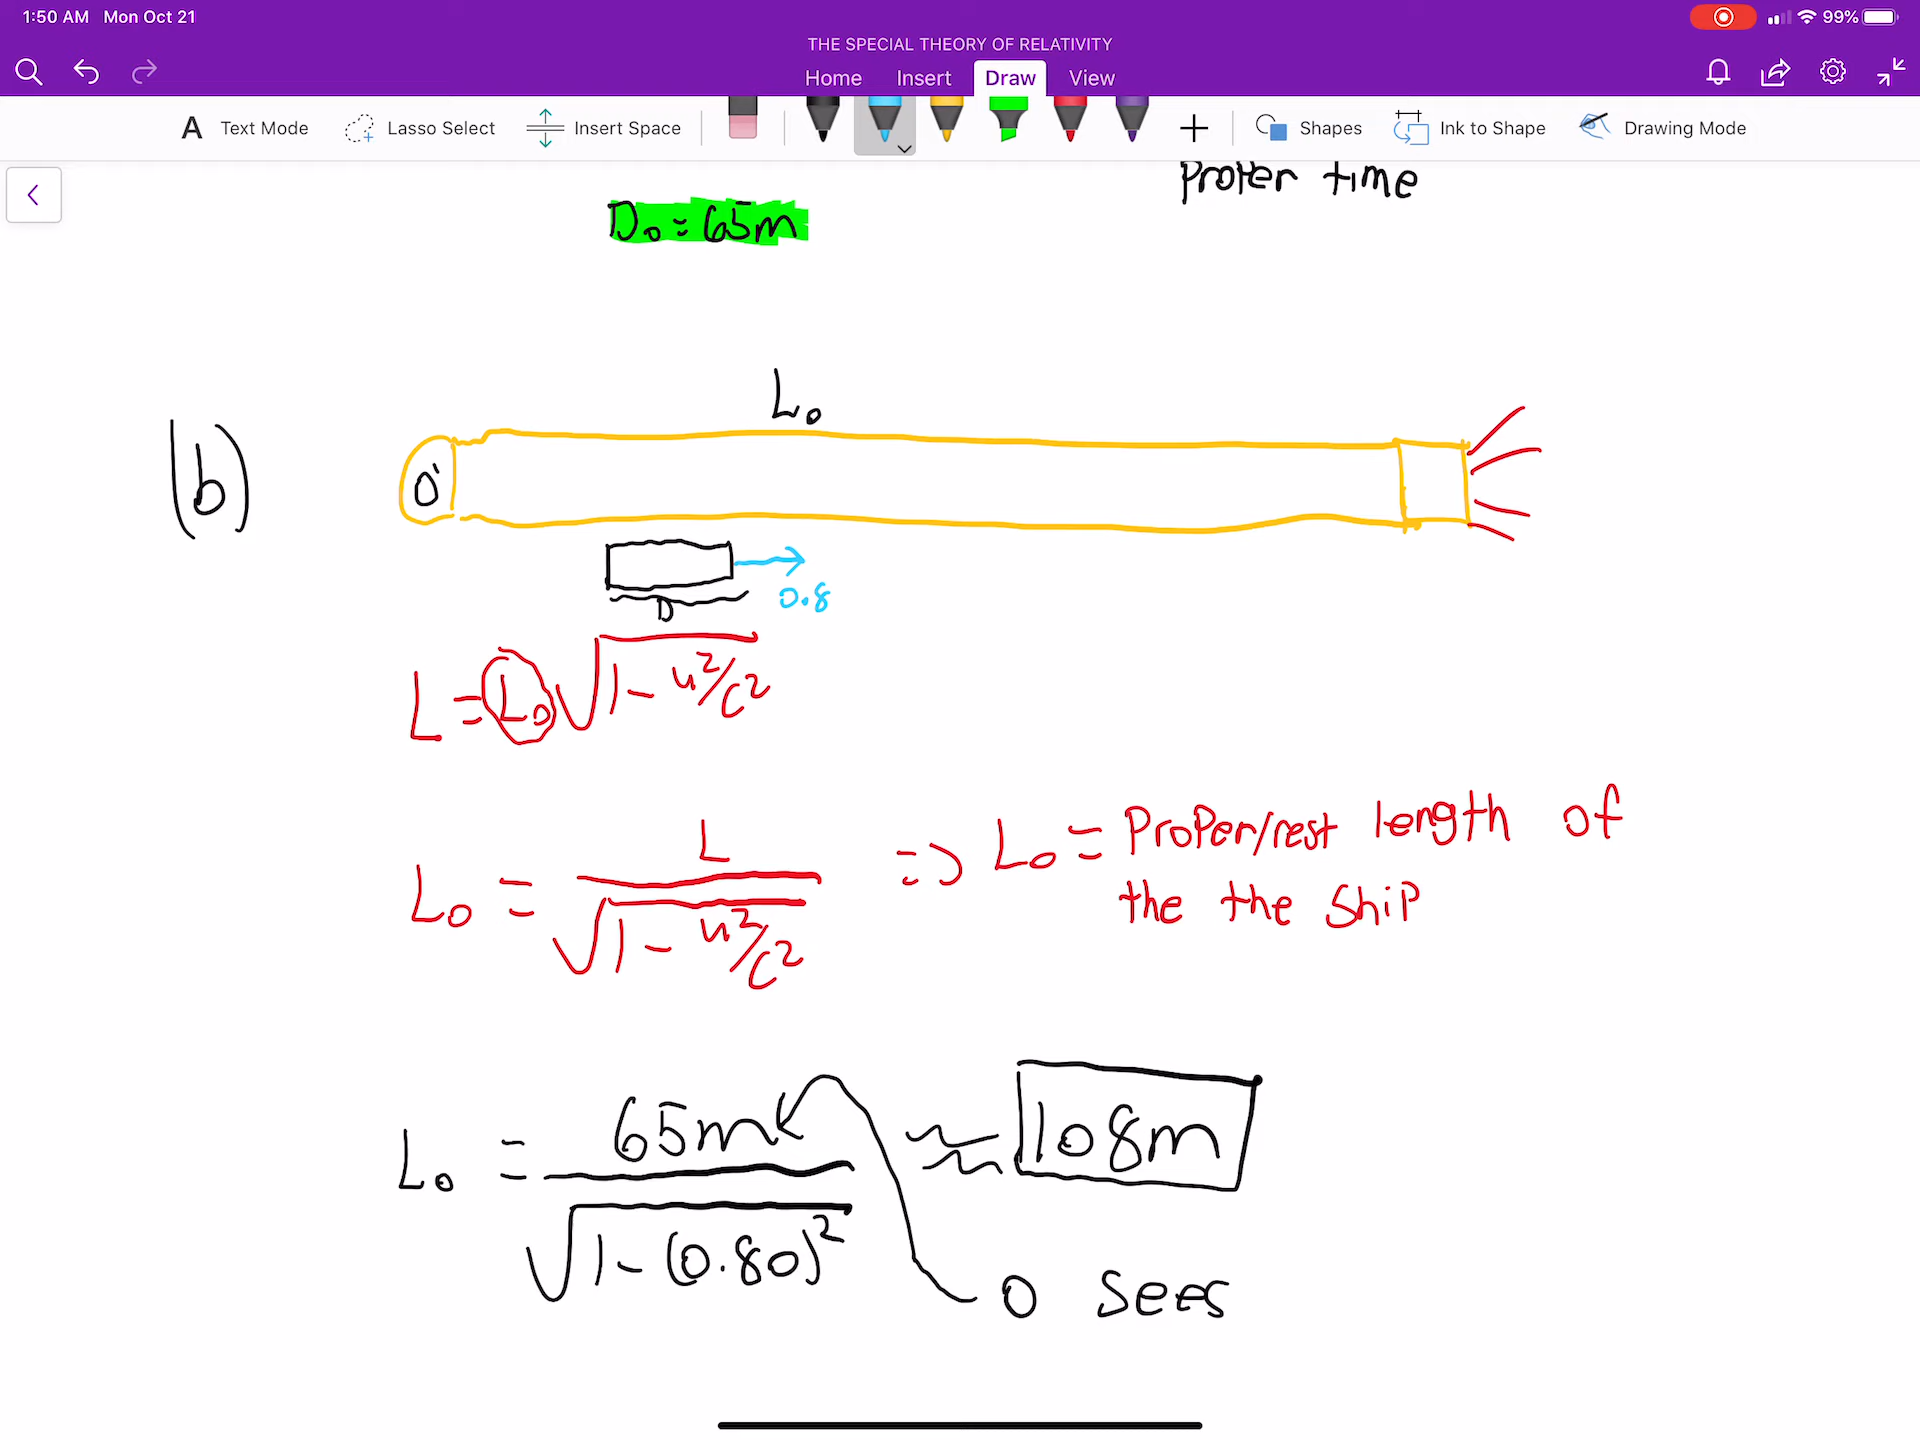 1:50 AM Mon Oct 21
99%
THE SPECIAL THEORY OF RELATIVITY
Home Insert Draw View
A Text Mode Lasso Select Insert Space Shapes Ink to Shape Drawing Mode
Proper time
D₀ = 65m
(b)
L₀
O'
D
0.8
L = L₀ √(1 - u²/c²)
L₀ = L / √(1 - u²/c²) => L₀ = Proper/rest length of
the the ship
L₀ = 65m / √(1 - (0.80)²) ≈ 108m
O sees